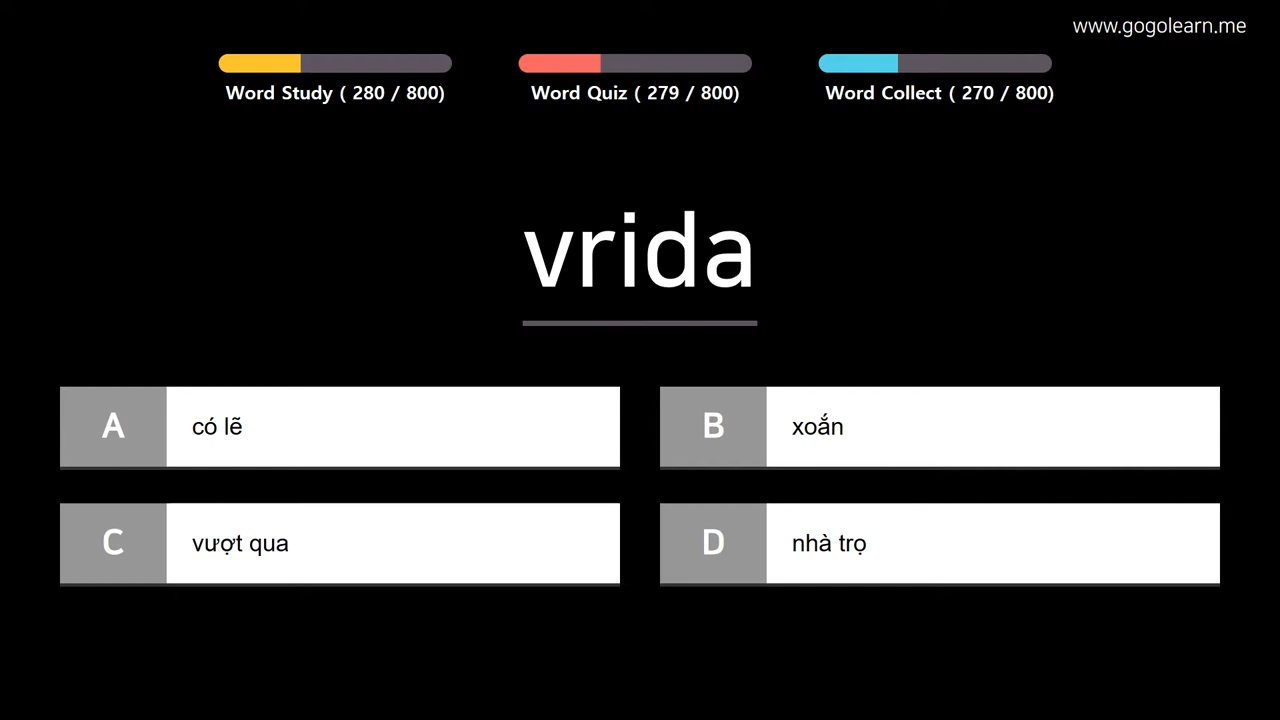 www.gogolearn.me
Word Study ( 280 / 800)
Word Quiz ( 279 / 800)
Word Collect ( 270 / 800)
vrida
A có lẽ
B xoắn
C vượt qua
D nhà trọ